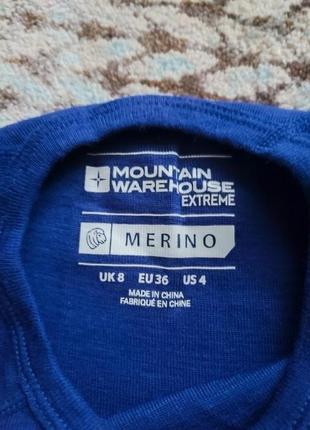 MOUNTAIN
WAREHOUSE
EXTREME
MERINO
UK 8 EU 36 US 4
MADE IN CHINA
FABRIQUÉ EN CHINE